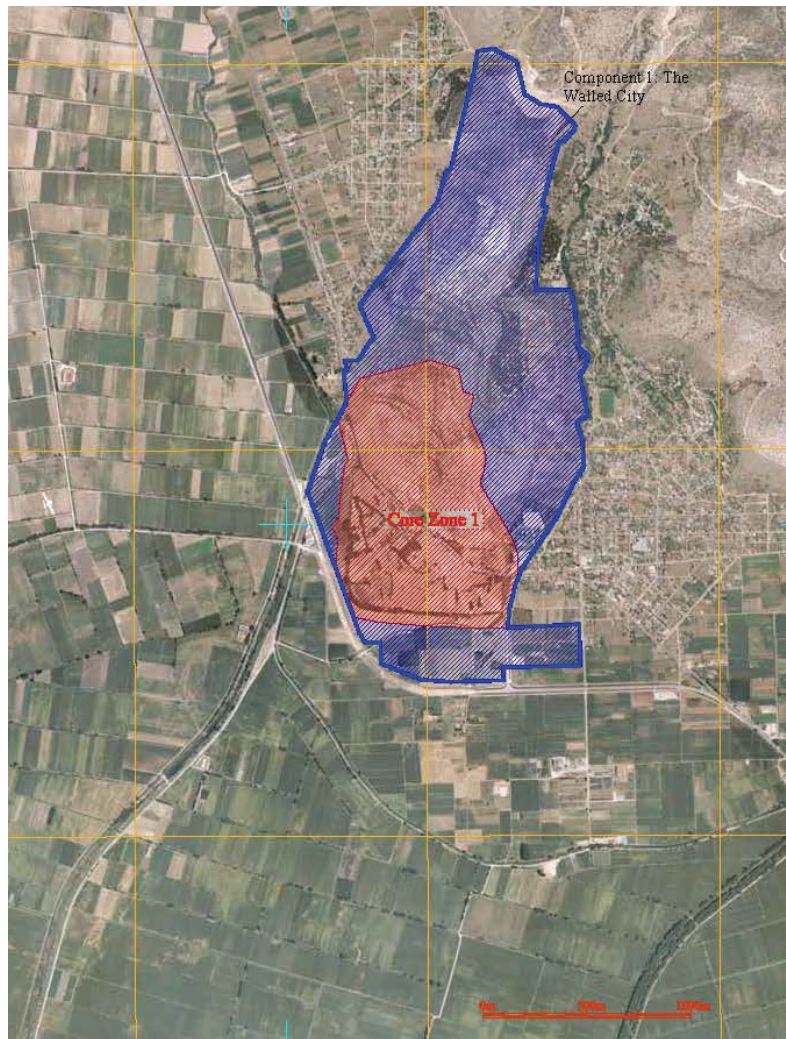 Component 1: The
Walled City
Core Zone 1
0m
500m
1000m